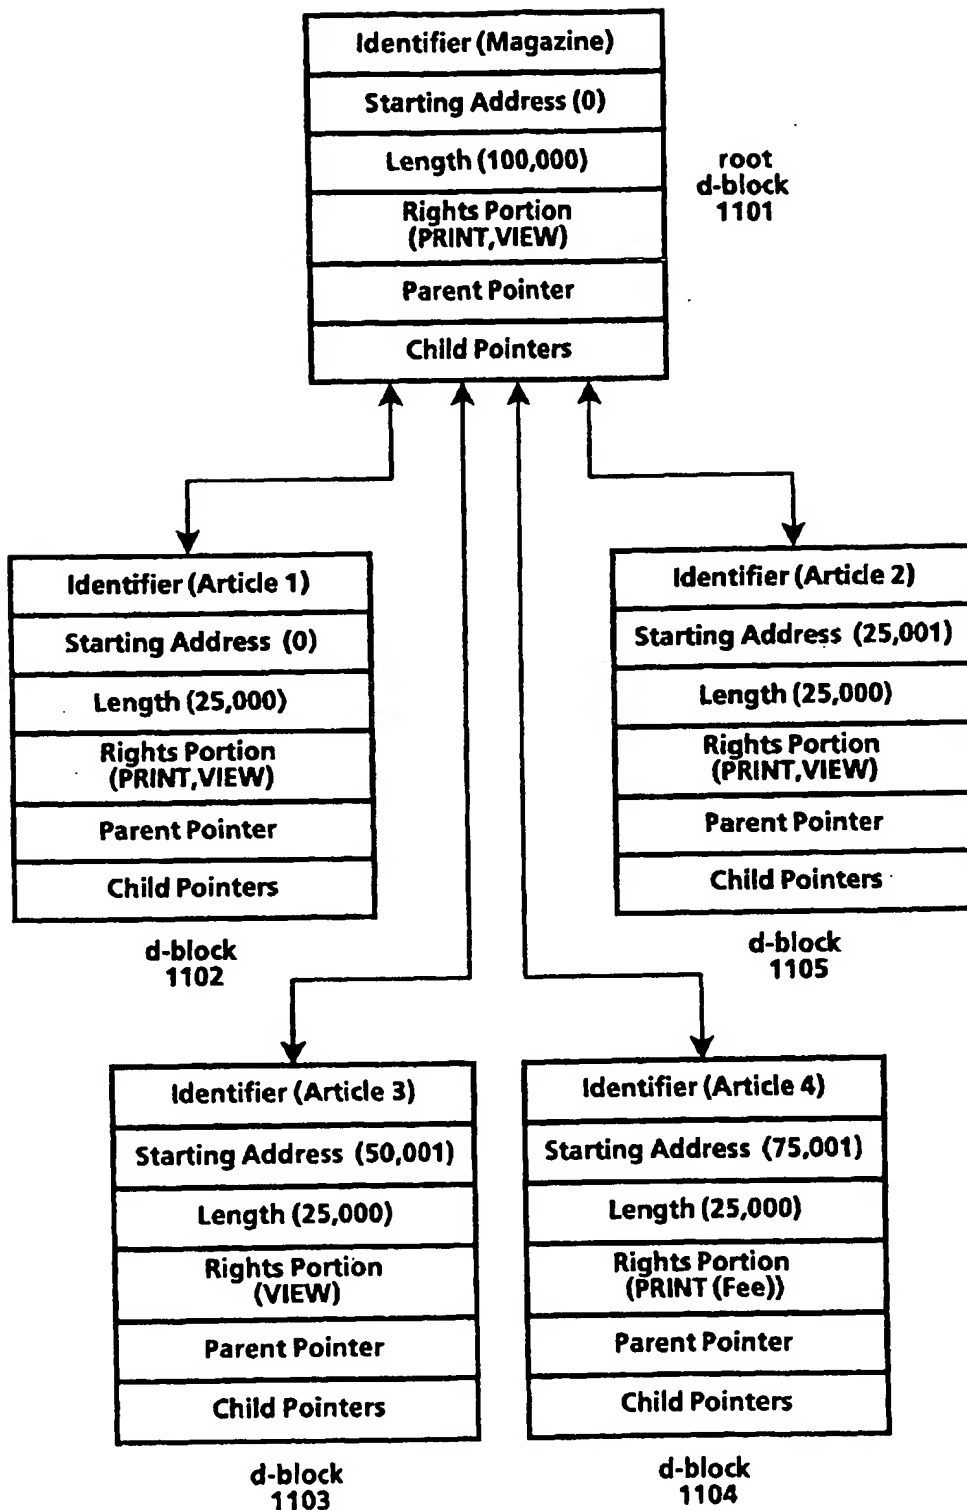 Identifier (Magazine)
Starting Address (0)
Length (100,000)
Rights Portion
(PRINT,VIEW)
Parent Pointer
Child Pointers
root
d-block
1101
Identifier (Article 1)
Starting Address (0)
Length (25,000)
Rights Portion
(PRINT,VIEW)
Parent Pointer
Child Pointers
d-block
1102
Identifier (Article 2)
Starting Address (25,001)
Length (25,000)
Rights Portion
(PRINT,VIEW)
Parent Pointer
Child Pointers
d-block
1105
Identifier (Article 3)
Starting Address (50,001)
Length (25,000)
Rights Portion
(VIEW)
Parent Pointer
Child Pointers
d-block
1103
Identifier (Article 4)
Starting Address (75,001)
Length (25,000)
Rights Portion
(PRINT (Fee))
Parent Pointer
Child Pointers
d-block
1104